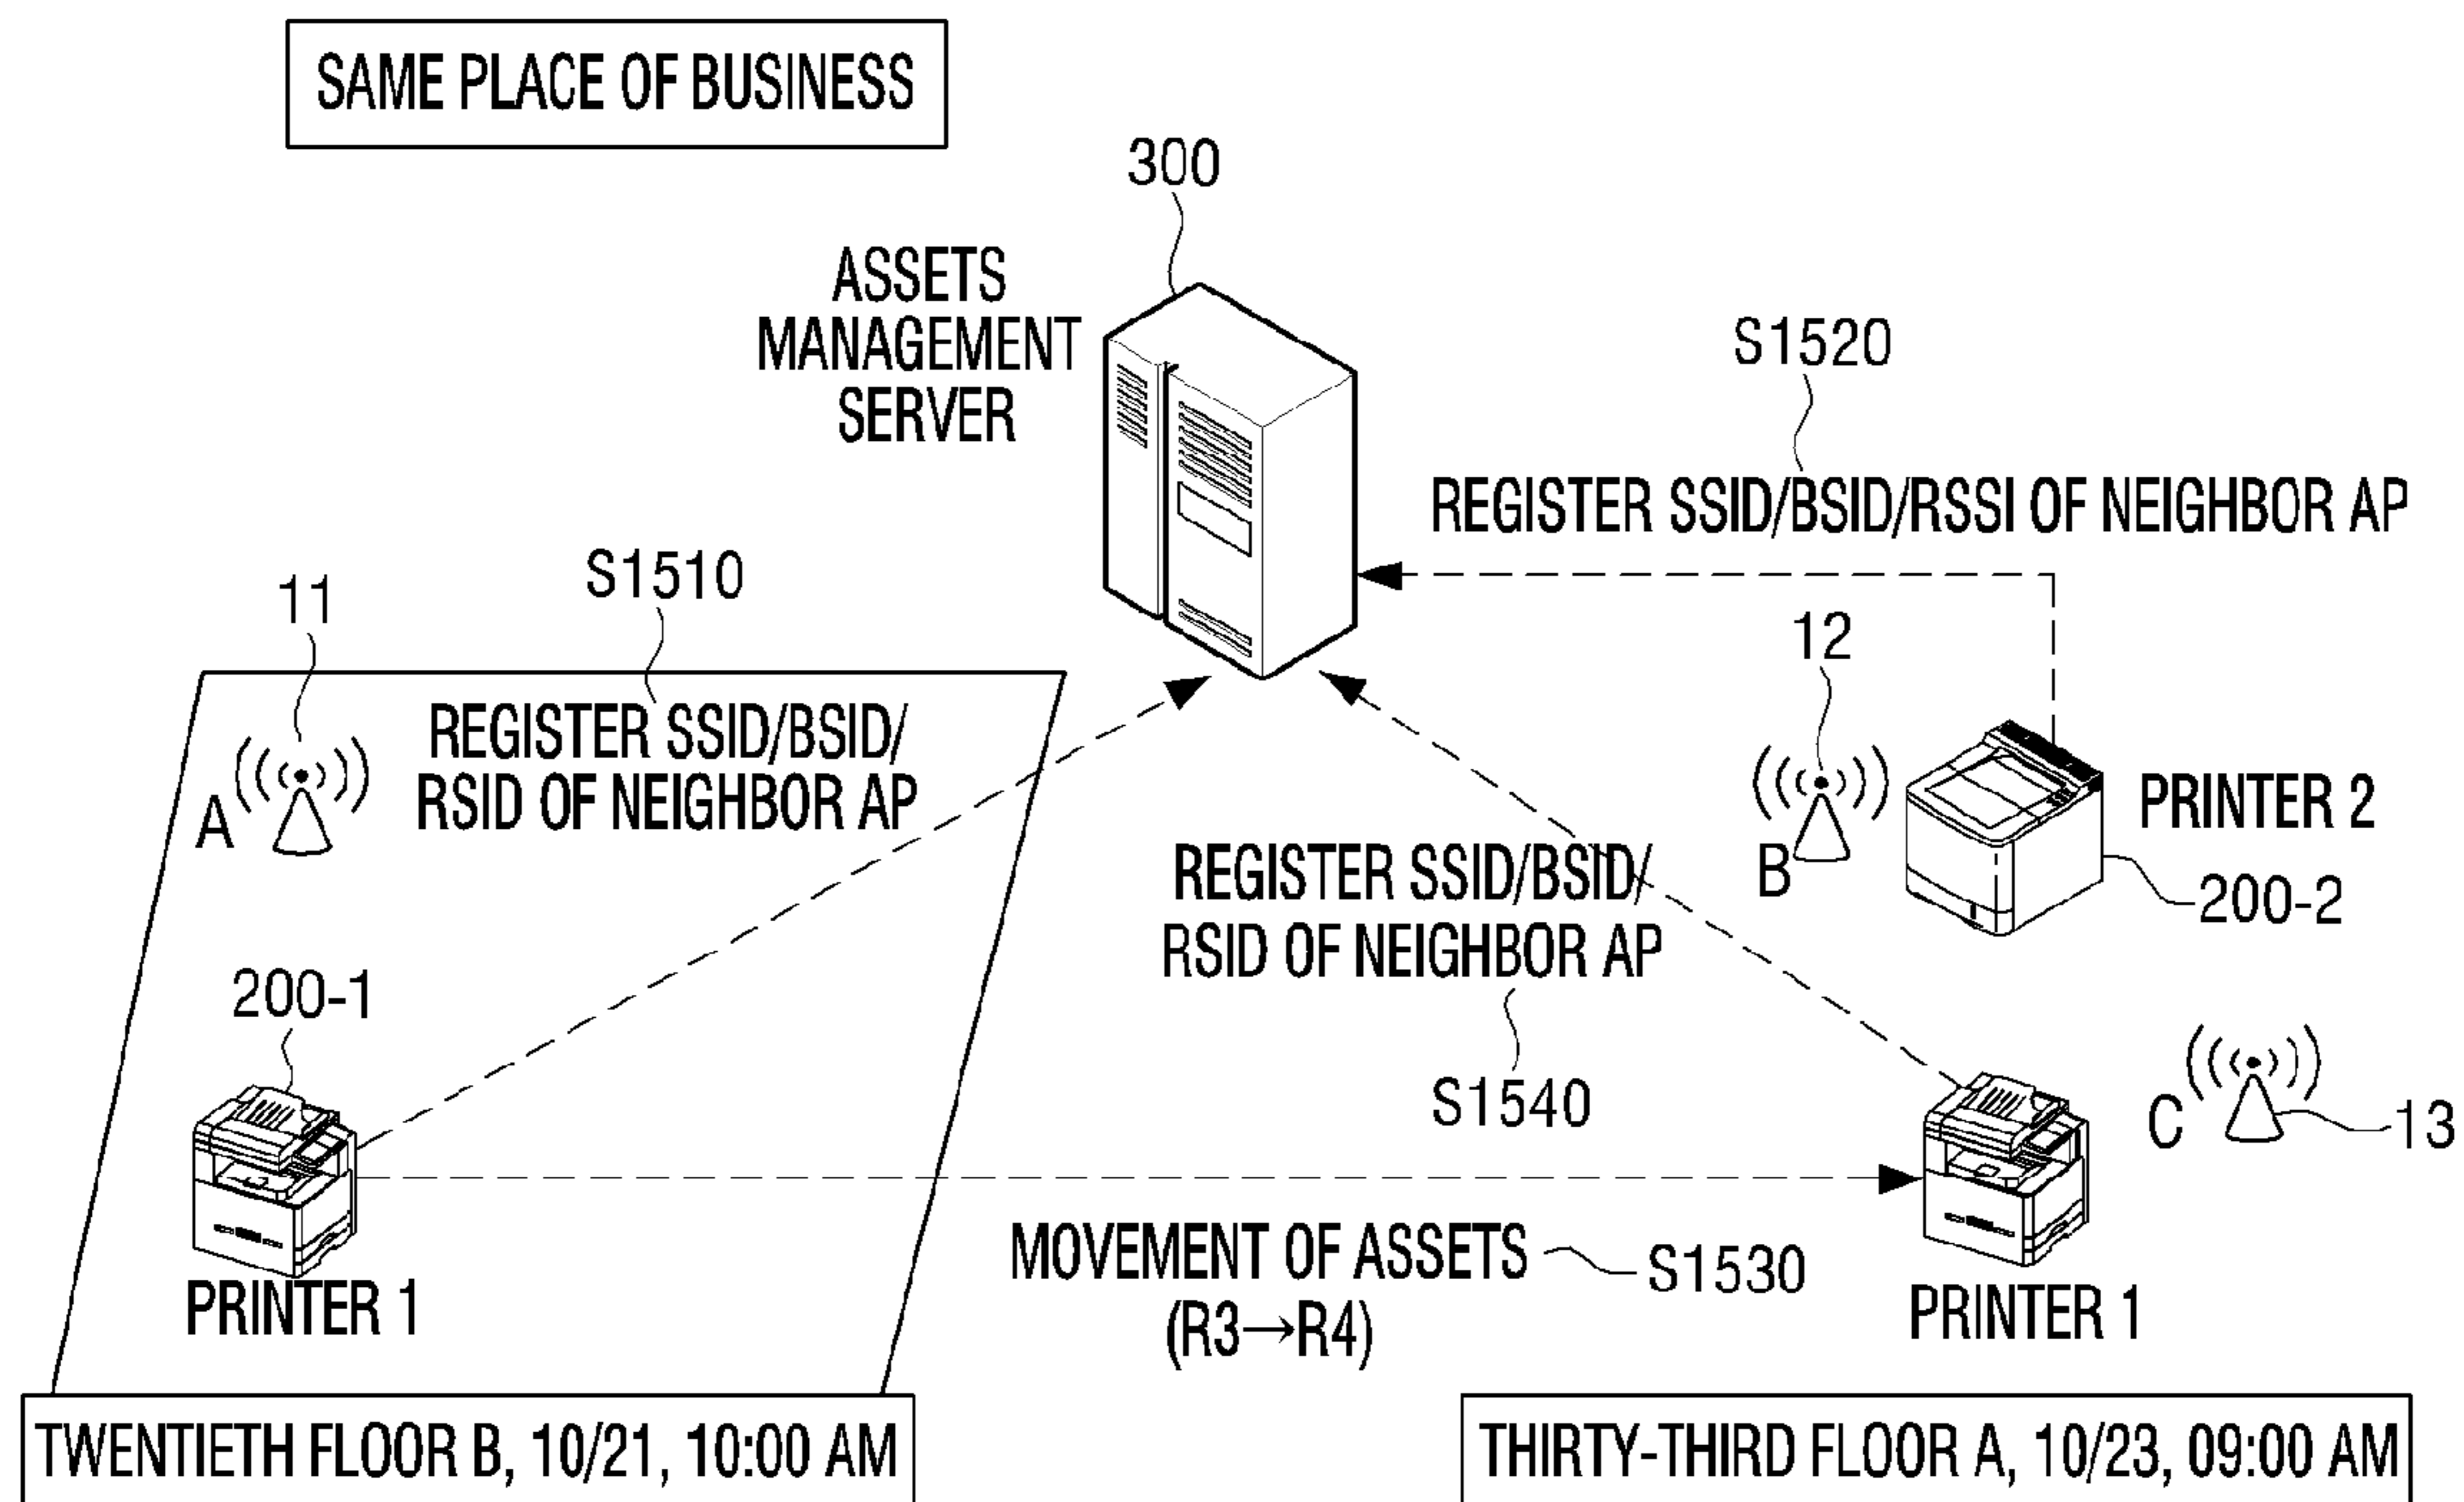 SAME PLACE OF BUSINESS
300
ASSETS
MANAGEMENT
SERVER
S1520
REGISTER SSID/BSID/RSSI OF NEIGHBOR AP
11
S1510
12
REGISTER SSID/BSID/
RSID OF NEIGHBOR AP
A
PRINTER 2
B
200-2
REGISTER SSID/BSID/
RSID OF NEIGHBOR AP
200-1
S1540
C
13
MOVEMENT OF ASSETS
S1530
(R3→R4)
PRINTER 1
PRINTER 1
TWENTIETH FLOOR B, 10/21, 10:00 AM
THIRTY-THIRD FLOOR A, 10/23, 09:00 AM